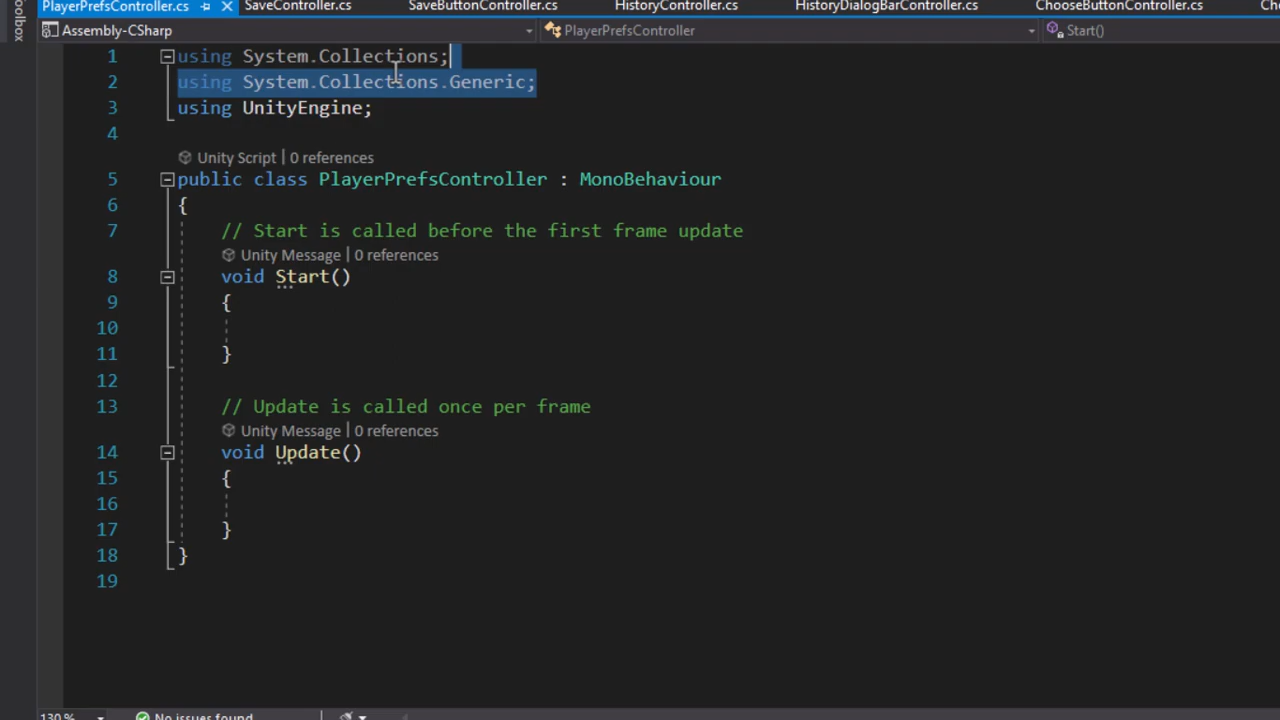 Toolbox
PlayerPrefsController.cs
SaveController.cs
SaveButtonController.cs
HistoryController.cs
HistoryDialogBarController.cs
ChooseButtonController.cs
Assembly-CSharp
PlayerPrefsController
Start()
1 using System.Collections;
2 using System.Collections.Generic;
3 using UnityEngine;
4
Unity Script | 0 references
5 public class PlayerPrefsController : MonoBehaviour
6 {
7 // Start is called before the first frame update
Unity Message | 0 references
8 void Start()
9 {
10
11 }
12
13 // Update is called once per frame
Unity Message | 0 references
14 void Update()
15 {
16
17 }
18 }
19
130 %
No issues found